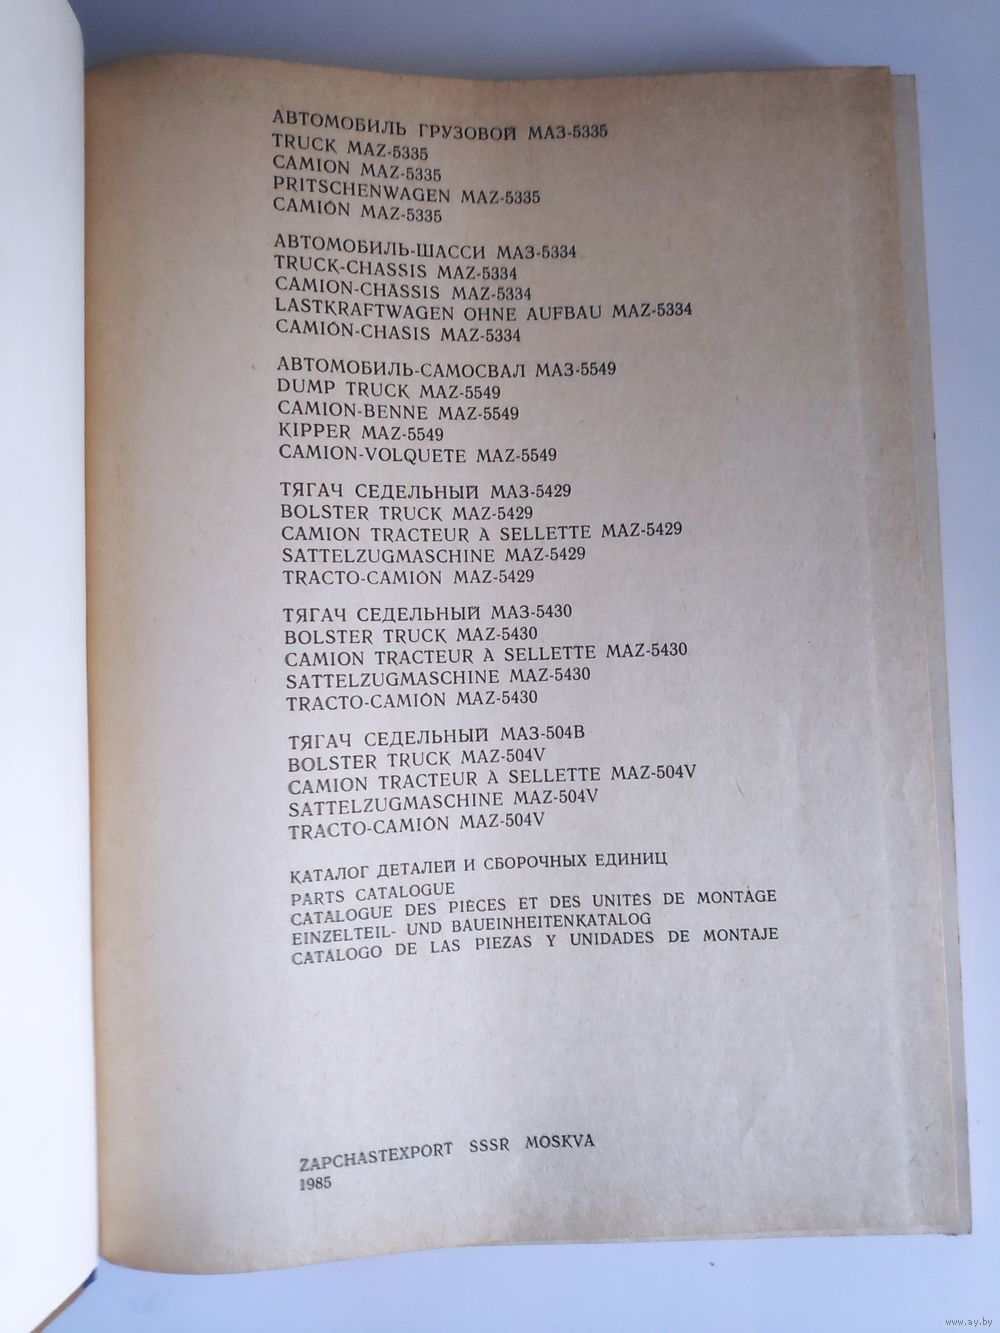 АВТОМОБИЛЬ ГРУЗОВОЙ МАЗ-5335
TRUCK MAZ-5335
CAMION MAZ-5335
PRITSCHENWAGEN MAZ-5335
CAMIÓN MAZ-5335
АВТОМОБИЛЬ-ШАССИ МАЗ-5334
TRUCK-CHASSIS MAZ-5334
CAMION-CHASSIS MAZ-5334
LASTKRAFTWAGEN OHNE AUFBAU MAZ-5334
CAMIÓN-CHASIS MAZ-5334
АВТОМОБИЛЬ-САМОСВАЛ МАЗ-5549
DUMP TRUCK MAZ-5549
CAMION-BENNE MAZ-5549
KIPPER MAZ-5549
CAMION-VOLQUETE MAZ-5549
ТЯГАЧ СЕДЕЛЬНЫЙ МАЗ-5429
BOLSTER TRUCK MAZ-5429
CAMION TRACTEUR À SELLETTE MAZ-5429
SATTELZUGMASCHINE MAZ-5429
TRACTO-CAMIÓN MAZ-5429
ТЯГАЧ СЕДЕЛЬНЫЙ МАЗ-5430
BOLSTER TRUCK MAZ-5430
CAMION TRACTEUR À SELLETTE MAZ-5430
SATTELZUGMASCHINE MAZ-5430
TRACTO-CAMIÓN MAZ-5430
ТЯГАЧ СЕДЕЛЬНЫЙ МАЗ-504В
BOLSTER TRUCK MAZ-504V
CAMION TRACTEUR À SELLETTE MAZ-504V
SATTELZUGMASCHINE MAZ-504V
TRACTO-CAMIÓN MAZ-504V
КАТАЛОГ ДЕТАЛЕЙ И СБОРОЧНЫХ ЕДИНИЦ
PARTS CATALOGUE
CATALOGUE DES PIÈCES ET DES UNITÉS DE MONTAGE
EINZELTEIL- UND BAUEINHEITENKATALOG
CATÁLOGO DE LAS PIEZAS Y UNIDADES DE MONTAJE
ZAPCHASTEXPORT SSSR MOSKVA
1985
www.ay.by